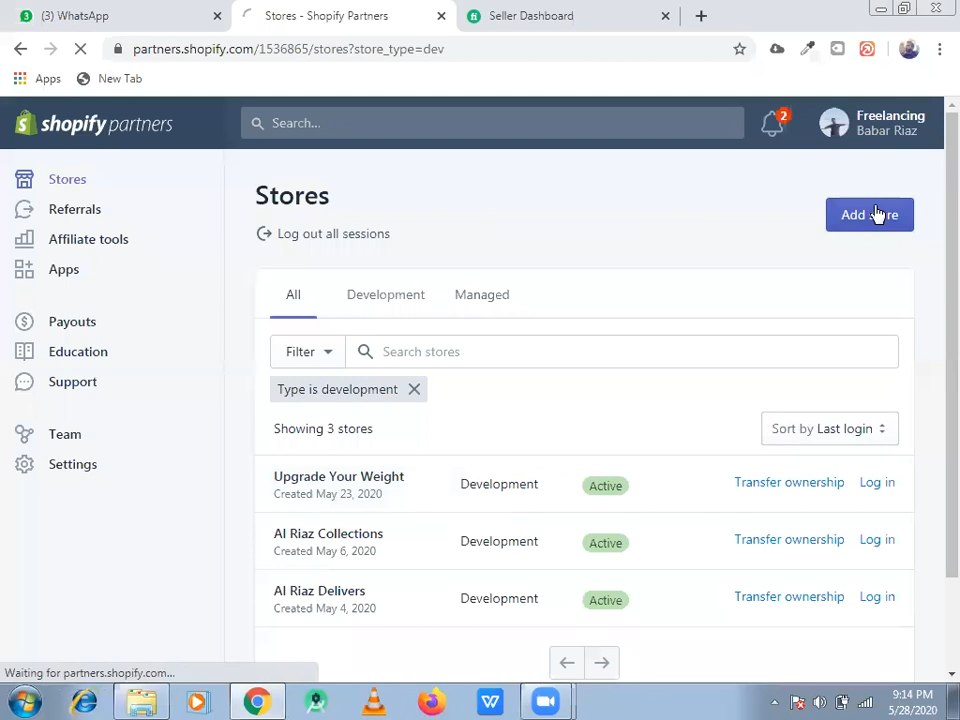 (3) WhatsApp
Stores - Shopify Partners
Seller Dashboard
partners.shopify.com/1536865/stores?store_type=dev
Apps
New Tab
shopify partners
Search...
2
Freelancing
Babar Riaz
Stores
Referrals
Affiliate tools
Apps
Payouts
Education
Support
Team
Settings
Stores
Log out all sessions
Add
All
Development
Managed
Filter
Search stores
Type is development
Showing 3 stores
Sort by Last login
Upgrade Your Weight
Created May 23, 2020
Development
Active
Transfer ownership
Log in
Al Riaz Collections
Created May 6, 2020
Development
Active
Transfer ownership
Log in
Al Riaz Delivers
Created May 4, 2020
Development
Active
Transfer ownership
Log in
Waiting for partners.shopify.com...
9:14 PM
5/28/2020